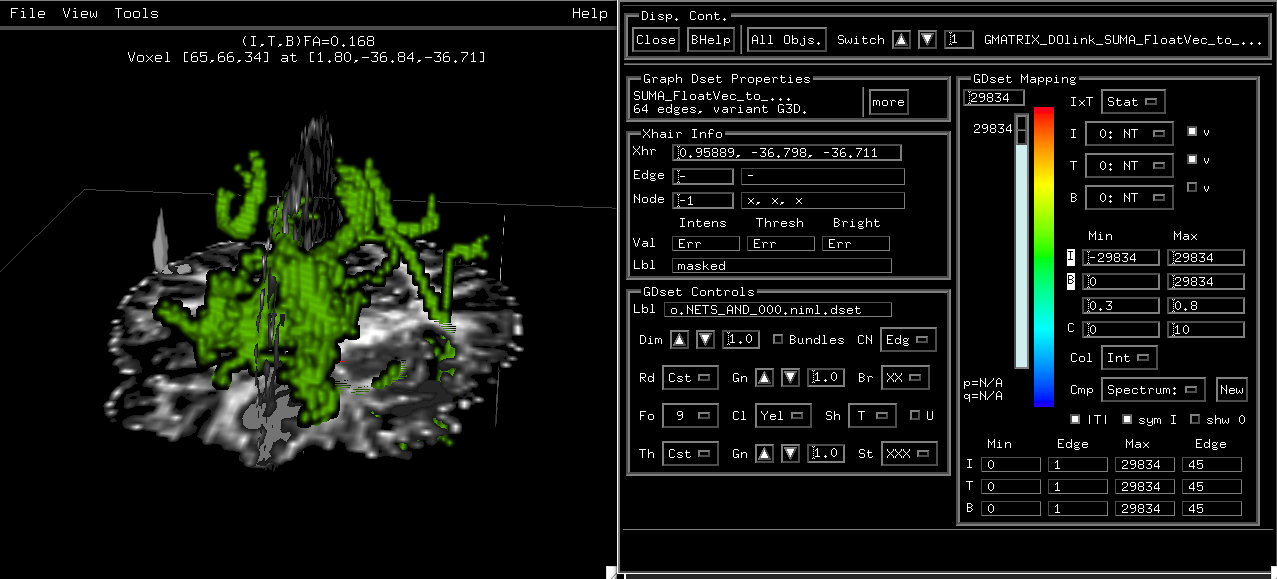 File View Tools Help
(I,T,B)FA=0.168
Voxel [65,66,34] at [1.80,-36.84,-36.71]
Disp. Cont.
Close BHelp All Objs. Switch 1 GMATRIX_DOlink_SUMA_FloatVec_to_...
Graph Dset Properties
SUMA_FloatVec_to_...
64 edges, variant G3D.
more
Xhair Info
Xhr 0.95889, -36.798, -36.711
Edge - -
Node -1 x, x, x
Intens Thresh Bright
Val Err Err Err
Lbl masked
GDset Controls
Lbl o.NETS_AND_000.niml.dset
Dim 1.0 Bundles CN Edg
Rd Cst Gn 1.0 Br XX
Fo 9 Cl Yel Sh T U
Th Cst Gn 1.0 St XXX
GDset Mapping
29834
29834
IxT Stat
I 0: NT v
T 0: NT v
B 0: NT v
Min Max
I -29834 29834
B 0 29834
0.3 0.8
C 0 10
Col Int
p=N/A
q=N/A
Cmp Spectrum: New
|T| sym I shw 0
Min Edge Max Edge
I 0 1 29834 45
T 0 1 29834 45
B 0 1 29834 45